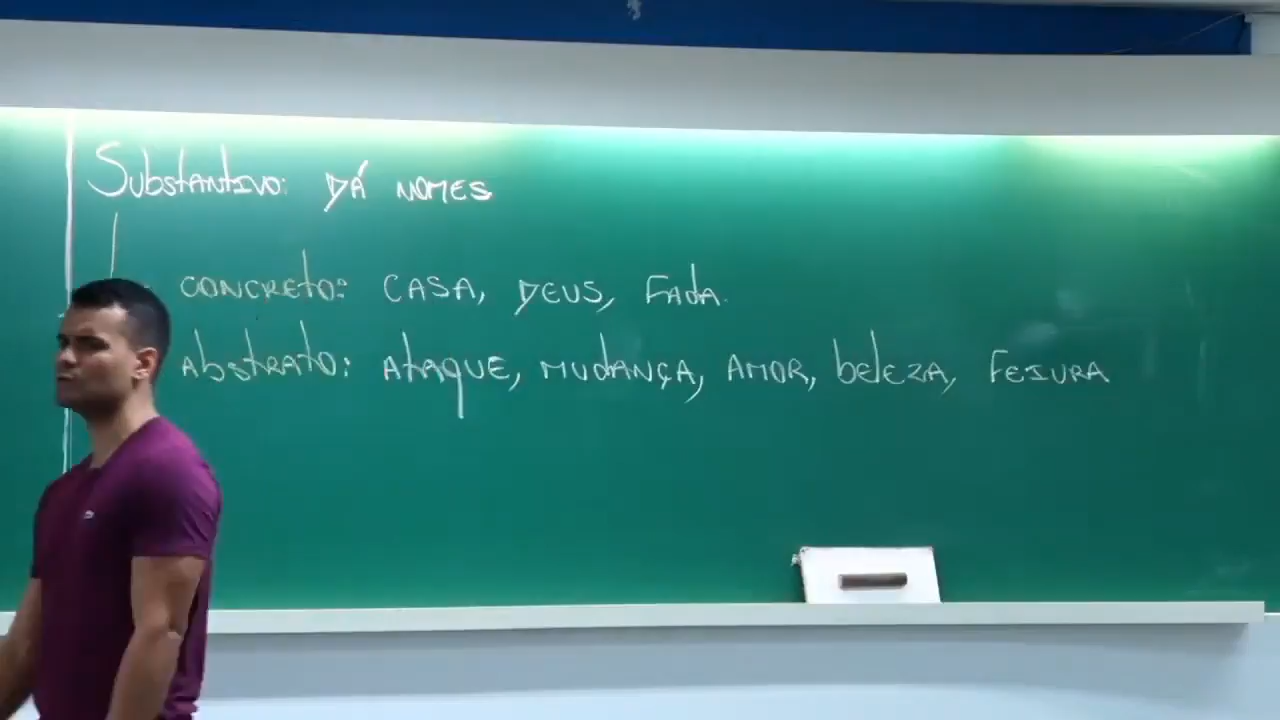 Substantivo: DÁ NOMES
CONCRETO: CASA, DEUS, FADA.
ABSTRATO: ATAQUE, MUDANÇA, AMOR, BELEZA, FEIURA